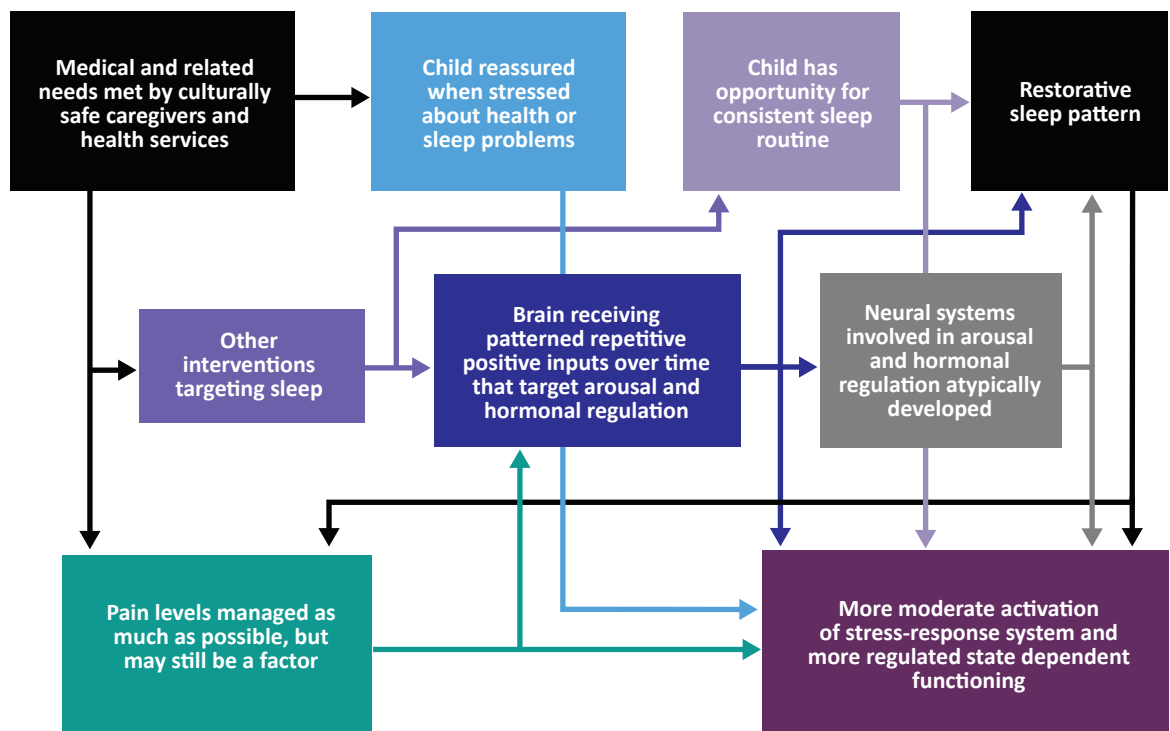 Medical and related
needs met by culturally
safe caregivers and
health services
Child reassured
when stressed
about health or
sleep problems
Child has
opportunity for
consistent sleep
routine
Restorative
sleep pattern
Other
interventions
targeting sleep
Brain receiving
patterned repetitive
positive inputs over time
that target arousal and
hormonal regulation
Neural systems
involved in arousal
and hormonal
regulation atypically
developed
Pain levels managed as
much as possible, but
may still be a factor
More moderate activation
of stress-response system and
more regulated state dependent
functioning